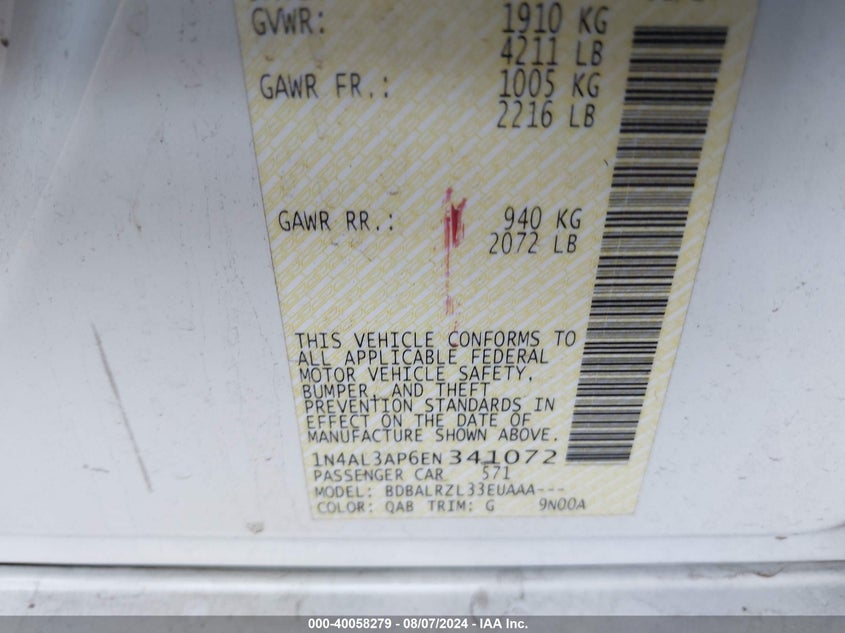 GVWR: 1910 KG
4211 LB
GAWR FR.: 1005 KG
2216 LB
GAWR RR.: 940 KG
2072 LB
THIS VEHICLE CONFORMS TO
ALL APPLICABLE FEDERAL
MOTOR VEHICLE SAFETY,
BUMPER, AND THEFT
PREVENTION STANDARDS IN
EFFECT ON THE DATE OF
MANUFACTURE SHOWN ABOVE.
1N4AL3AP6EN341072
PASSENGER CAR 571
MODEL: BDBALRZL33EUAAA---
COLOR: QAB TRIM: G 9N00A
000-40058279 - 08/07/2024 - IAA Inc.